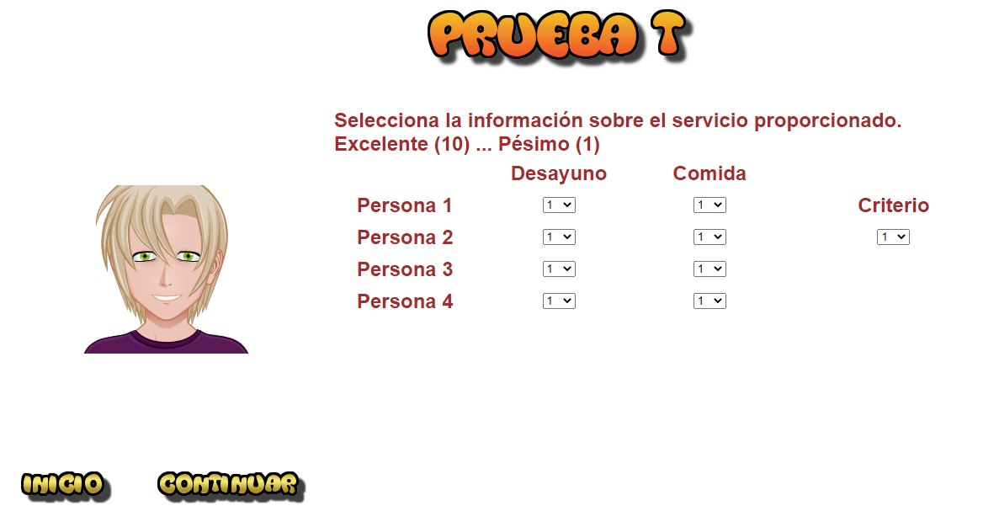 PRUEBA T
Selecciona la información sobre el servicio proporcionado.
Excelente (10) ... Pésimo (1)
Desayuno Comida
Persona 1 1 1 Criterio
Persona 2 1 1 1
Persona 3 1 1
Persona 4 1 1
INICIO CONTINUAR